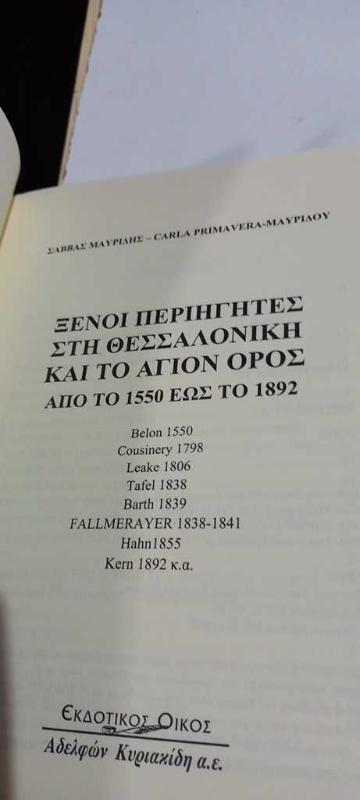 ΣΑΒΒΑΣ ΜΑΥΡΙΔΗΣ – CARLA PRIMAVERA-ΜΑΥΡΙΔΟΥ
ΞΕΝΟΙ ΠΕΡΙΗΓΗΤΕΣ
ΣΤΗ ΘΕΣΣΑΛΟΝΙΚΗ
ΚΑΙ ΤΟ ΑΓΙΟΝ ΟΡΟΣ
ΑΠΟ ΤΟ 1550 ΕΩΣ ΤΟ 1892
Belon 1550
Cousinery 1798
Leake 1806
Tafel 1838
Barth 1839
FALLMERAYER 1838-1841
Hahn1855
Kern 1892 κ.α.
ΕΚΔΟΤΙΚΟΣ ΟΙΚΟΣ
Αδελφών Κυριακίδη α.ε.